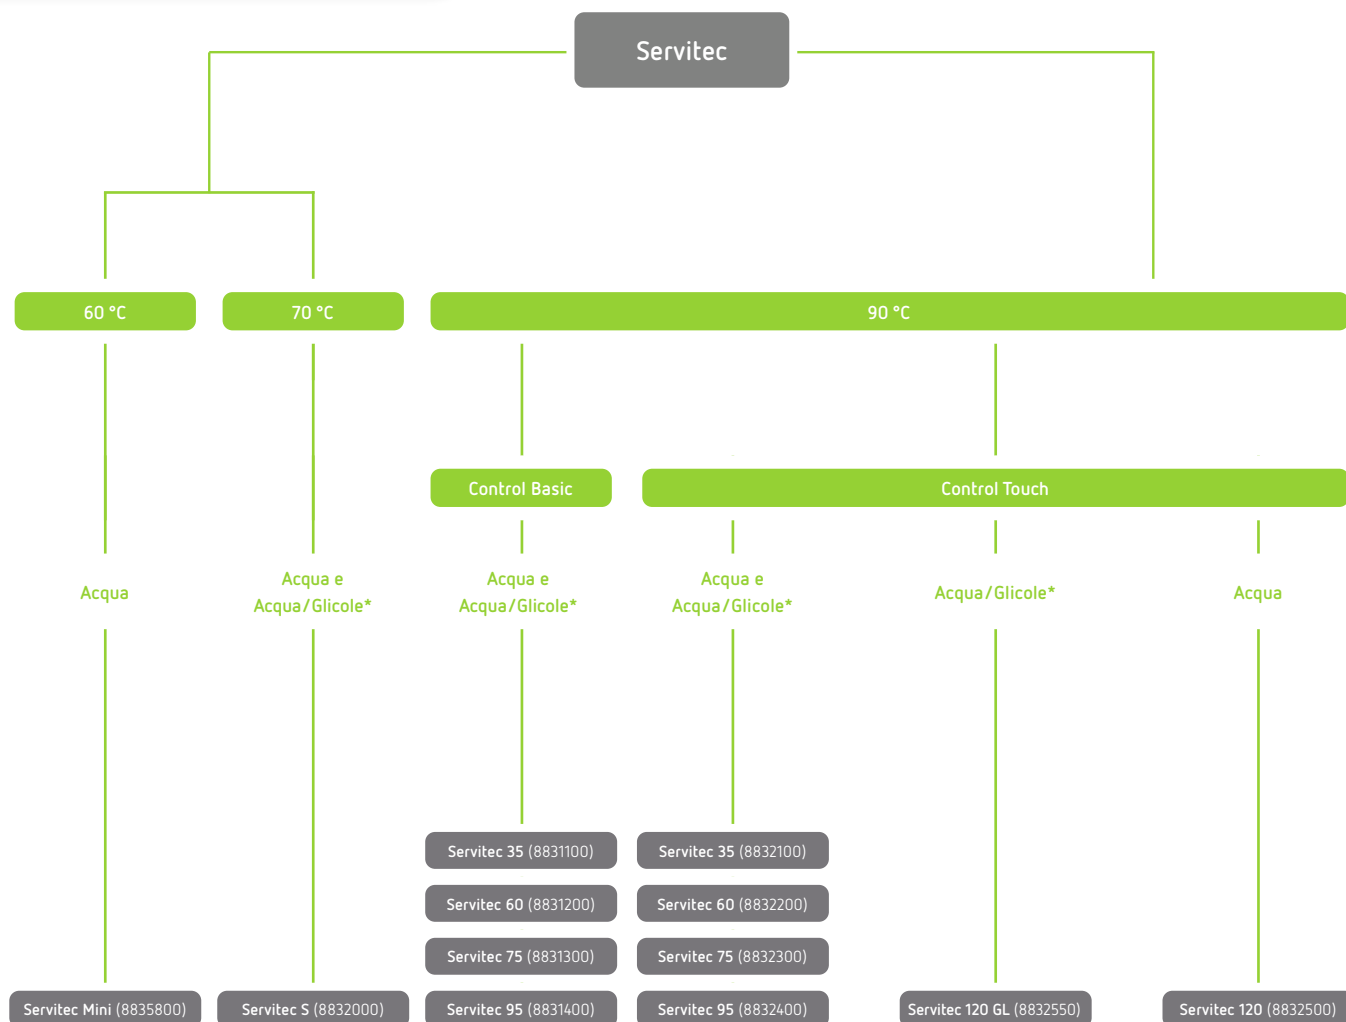 Servitec
60 °C
70 °C
90 °C
Control Basic
Control Touch
Acqua
Acqua e
Acqua/Glicole*
Acqua e
Acqua/Glicole*
Acqua e
Acqua/Glicole*
Acqua/Glicole*
Acqua
Servitec 35 (8831100)
Servitec 35 (8832100)
Servitec 60 (8831200)
Servitec 60 (8832200)
Servitec 75 (8831300)
Servitec 75 (8832300)
Servitec Mini (8835800)
Servitec S (8832000)
Servitec 95 (8831400)
Servitec 95 (8832400)
Servitec 120 GL (8832550)
Servitec 120 (8832500)